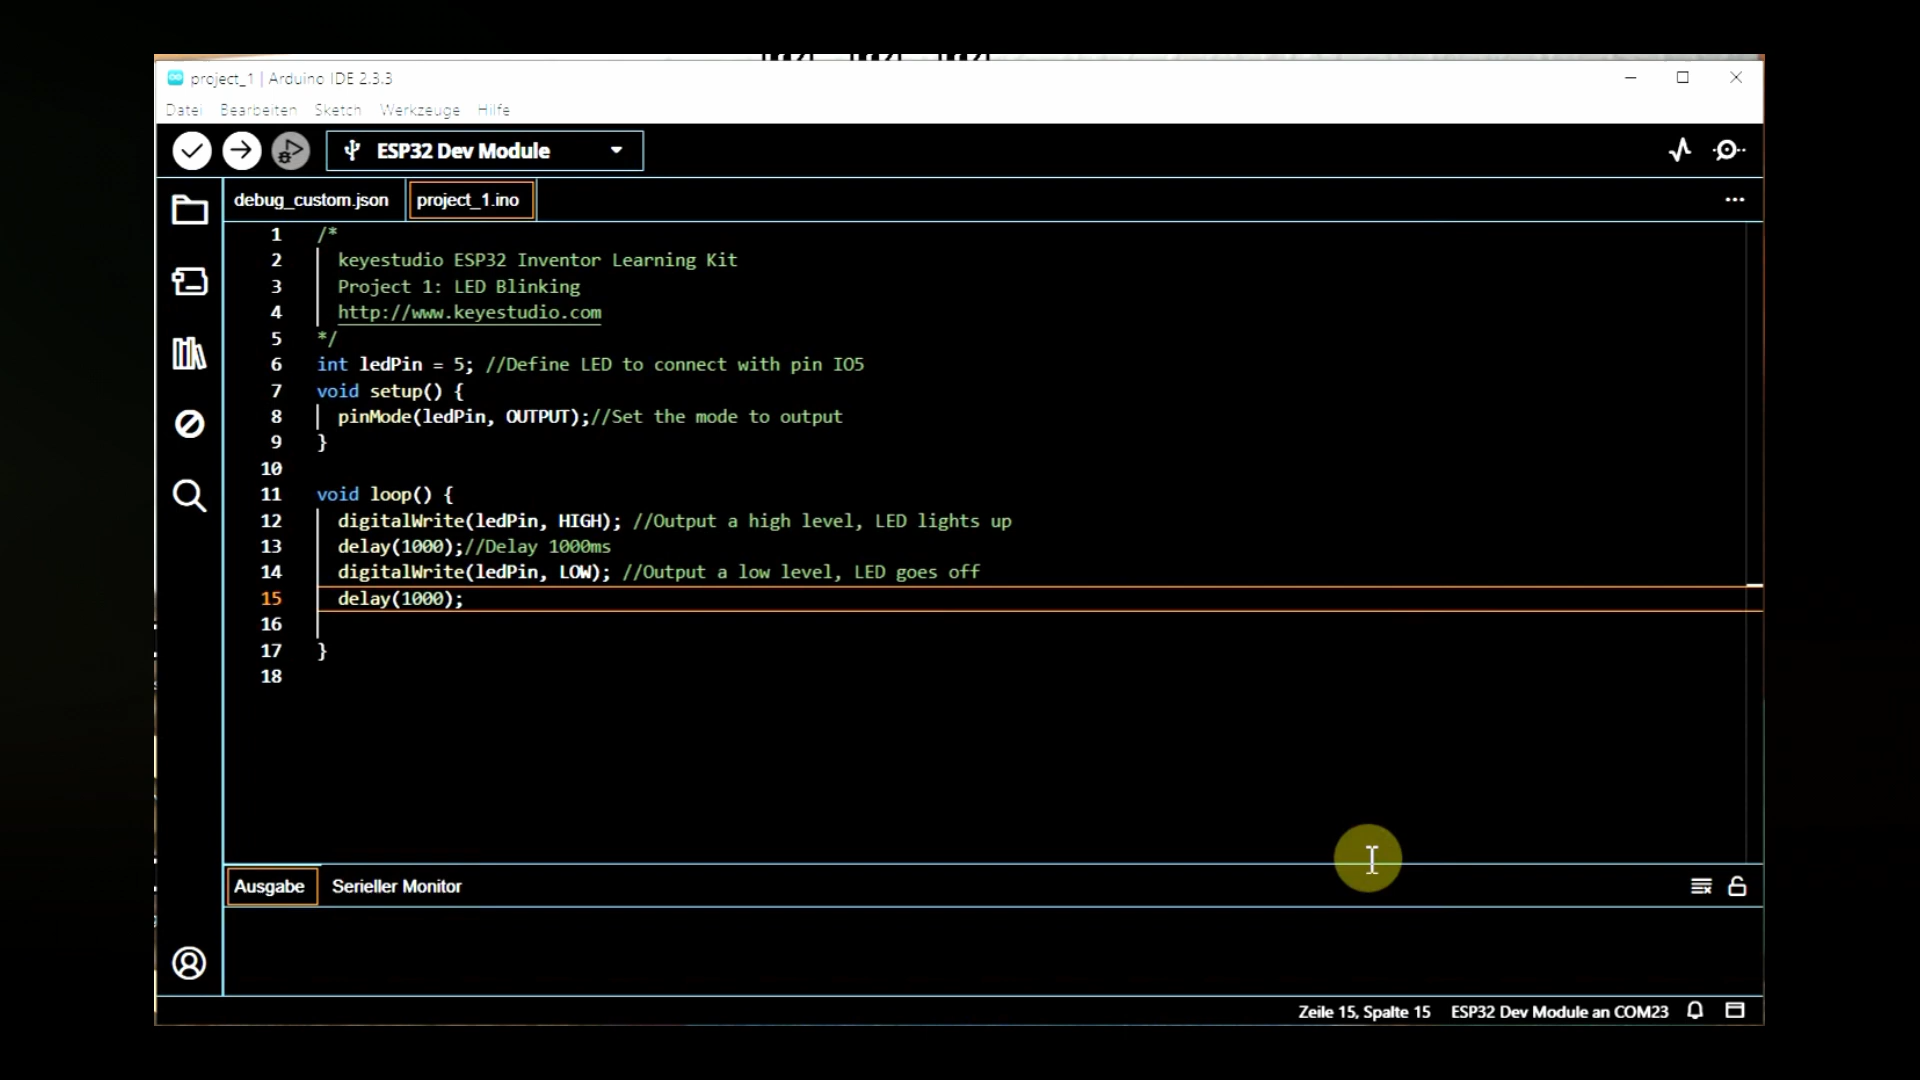 project_1 | Arduino IDE 2.3.3
Datei Bearbeiten Sketch Werkzeuge Hilfe
ESP32 Dev Module
debug_custom.json project_1.ino
1 /*
2 keyestudio ESP32 Inventor Learning Kit
3 Project 1: LED Blinking
4 http://www.keyestudio.com
5 */
6 int ledPin = 5; //Define LED to connect with pin IO5
7 void setup() {
8 pinMode(ledPin, OUTPUT);//Set the mode to output
9 }
10
11 void loop() {
12 digitalWrite(ledPin, HIGH); //Output a high level, LED lights up
13 delay(1000);//Delay 1000ms
14 digitalWrite(ledPin, LOW); //Output a low level, LED goes off
15 delay(1000);
16
17 }
18
Ausgabe Serieller Monitor
Zeile 15, Spalte 15 ESP32 Dev Module an COM23